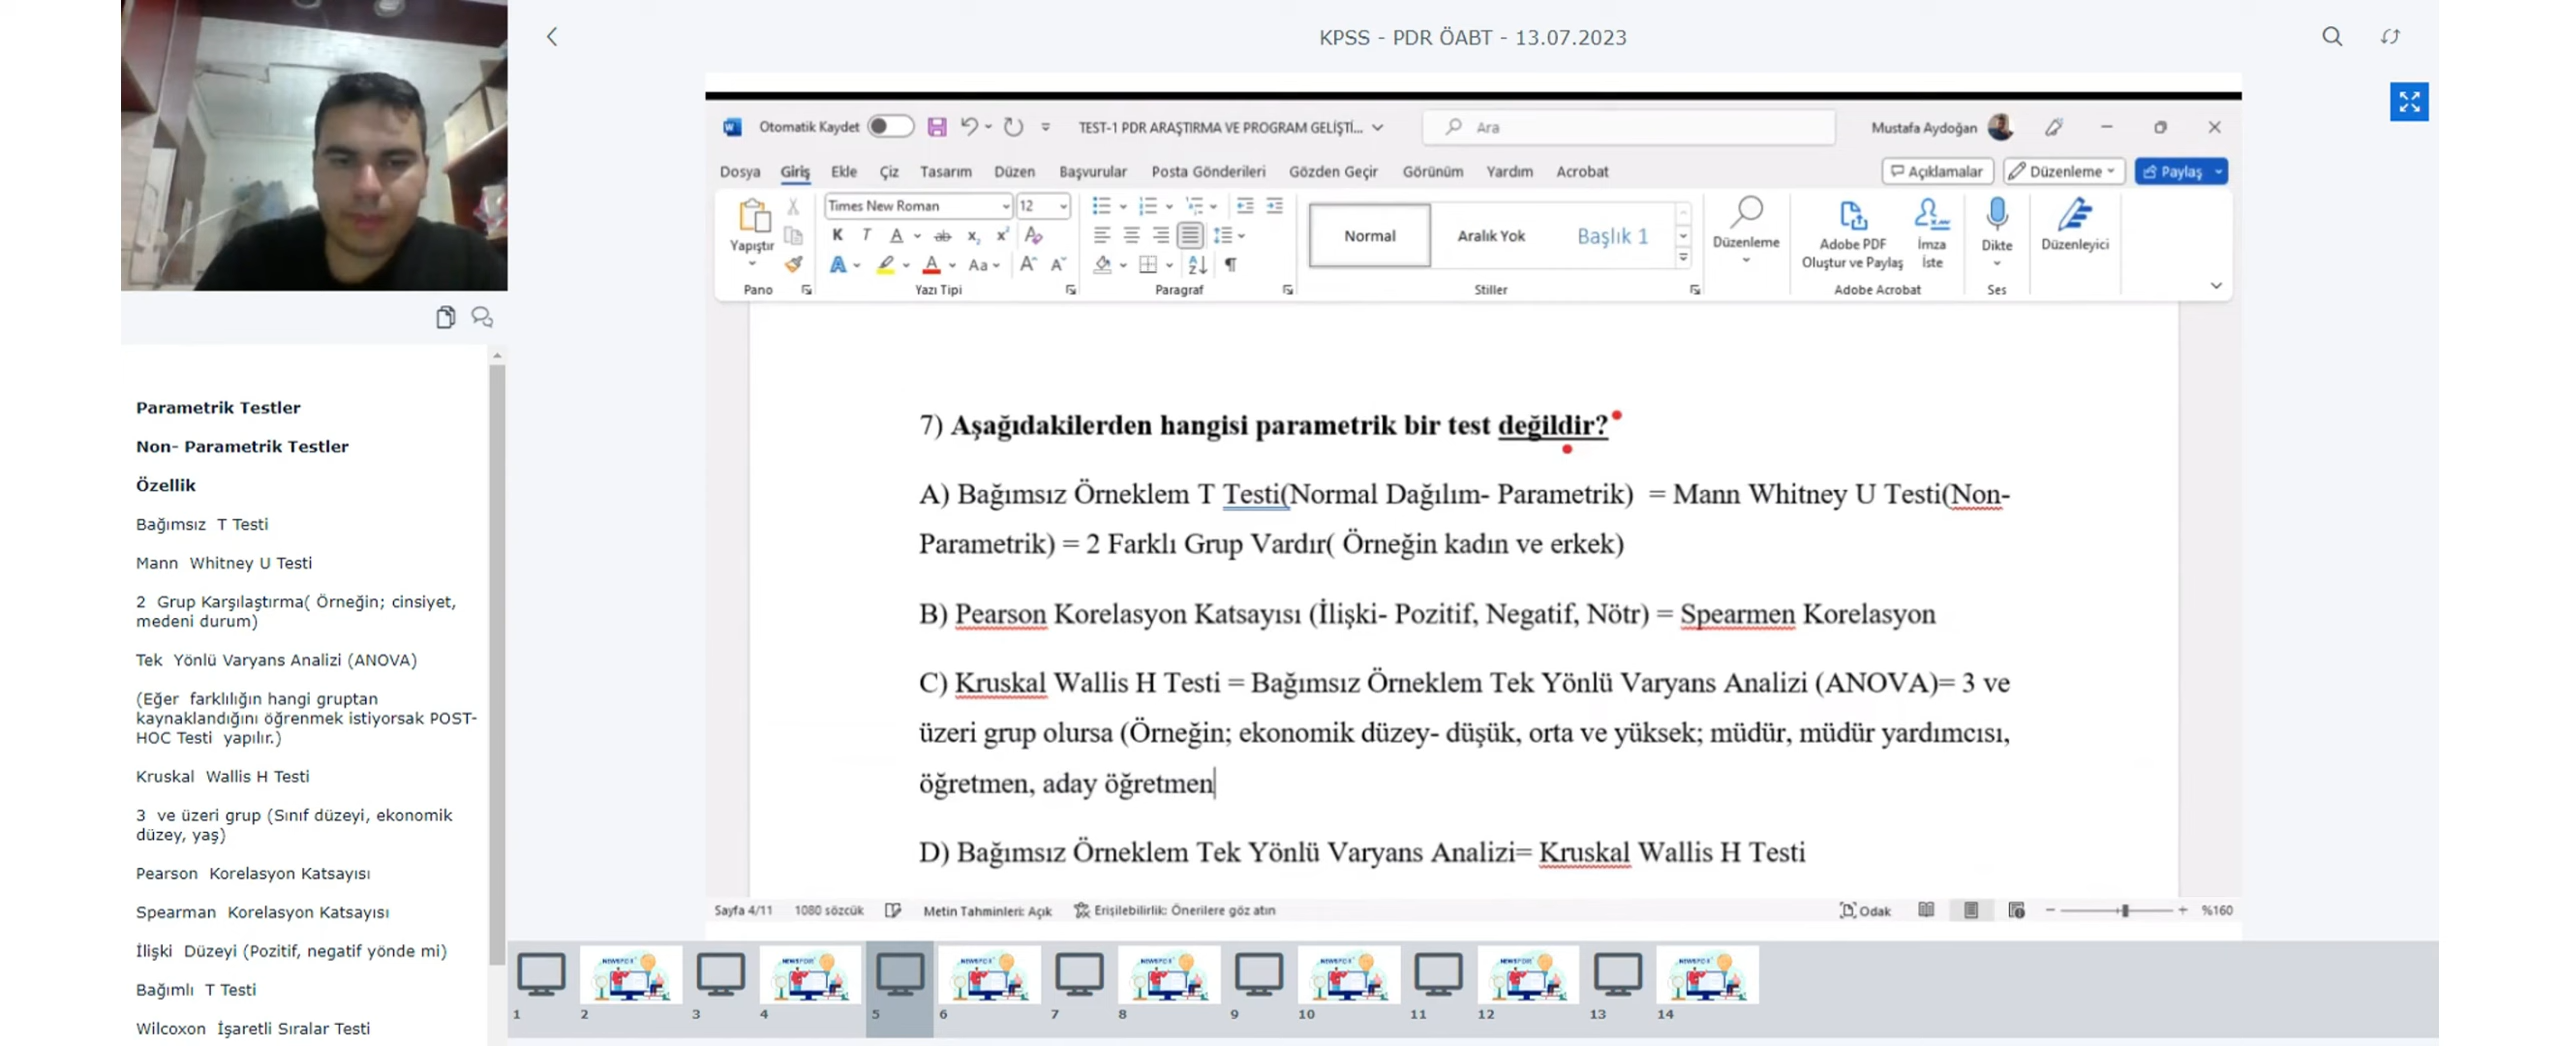 KPSS - PDR ÖABT - 13.07.2023
Otomatik Kaydet
TEST-1 PDR ARAŞTIRMA VE PROGRAM GELİŞTİ...
Ara
Mustafa Aydoğan
Dosya Giriş Ekle Çiz Tasarım Düzen Başvurular Posta Gönderileri Gözden Geçir Görünüm Yardım Acrobat
Açıklamalar Düzenleme Paylaş
Yapıştır
Pano
Times New Roman 12
K T A ab x₂ x² A
A A Aa A A
Yazı Tipi
Paragraf
Normal Aralık Yok Başlık 1
Stiller
Düzenleme
Adobe PDF
Oluştur ve Paylaş
İmza
İste
Adobe Acrobat
Dikte
Ses
Düzenleyici
Parametrik Testler
Non- Parametrik Testler
Özellik
Bağımsız T Testi
Mann Whitney U Testi
2 Grup Karşılaştırma( Örneğin; cinsiyet,
medeni durum)
Tek Yönlü Varyans Analizi (ANOVA)
(Eğer farklılığın hangi gruptan
kaynaklandığını öğrenmek istiyorsak POST-
HOC Testi yapılır.)
Kruskal Wallis H Testi
3 ve üzeri grup (Sınıf düzeyi, ekonomik
düzey, yaş)
Pearson Korelasyon Katsayısı
Spearman Korelasyon Katsayısı
İlişki Düzeyi (Pozitif, negatif yönde mi)
Bağımlı T Testi
Wilcoxon İşaretli Sıralar Testi
7) Aşağıdakilerden hangisi parametrik bir test değildir?
A) Bağımsız Örneklem T Testi(Normal Dağılım- Parametrik) = Mann Whitney U Testi(Non-
Parametrik) = 2 Farklı Grup Vardır( Örneğin kadın ve erkek)
B) Pearson Korelasyon Katsayısı (İlişki- Pozitif, Negatif, Nötr) = Spearmen Korelasyon
C) Kruskal Wallis H Testi = Bağımsız Örneklem Tek Yönlü Varyans Analizi (ANOVA)= 3 ve
üzeri grup olursa (Örneğin; ekonomik düzey- düşük, orta ve yüksek; müdür, müdür yardımcısı,
öğretmen, aday öğretmen
D) Bağımsız Örneklem Tek Yönlü Varyans Analizi= Kruskal Wallis H Testi
Sayfa 4/11 1080 sözcük Metin Tahminleri: Açık Erişilebilirlik: Önerilere göz atın Odak %160
1 2 3 4 5 6 7 8 9 10 11 12 13 14